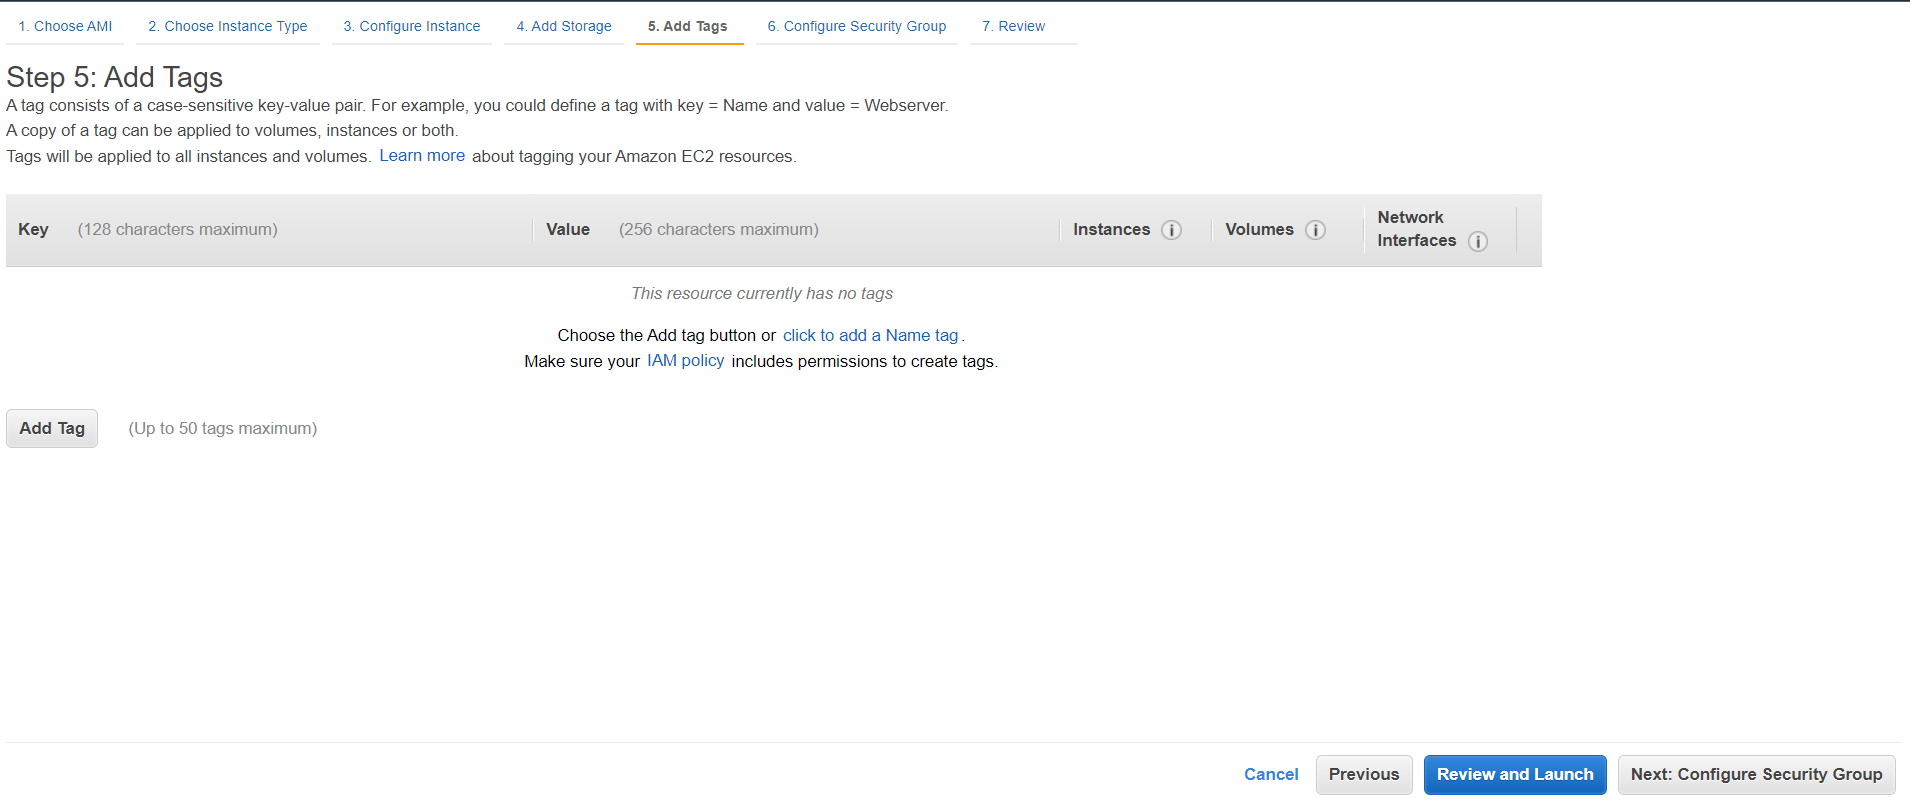 1. Choose AMI 2. Choose Instance Type 3. Configure Instance 4. Add Storage 5. Add Tags 6. Configure Security Group 7. Review
Step 5: Add Tags
A tag consists of a case-sensitive key-value pair. For example, you could define a tag with key = Name and value = Webserver.
A copy of a tag can be applied to volumes, instances or both.
Tags will be applied to all instances and volumes. Learn more about tagging your Amazon EC2 resources.
Key (128 characters maximum) Value (256 characters maximum) Instances i Volumes i Network Interfaces i
This resource currently has no tags
Choose the Add tag button or click to add a Name tag.
Make sure your IAM policy includes permissions to create tags.
Add Tag (Up to 50 tags maximum)
Cancel Previous Review and Launch Next: Configure Security Group